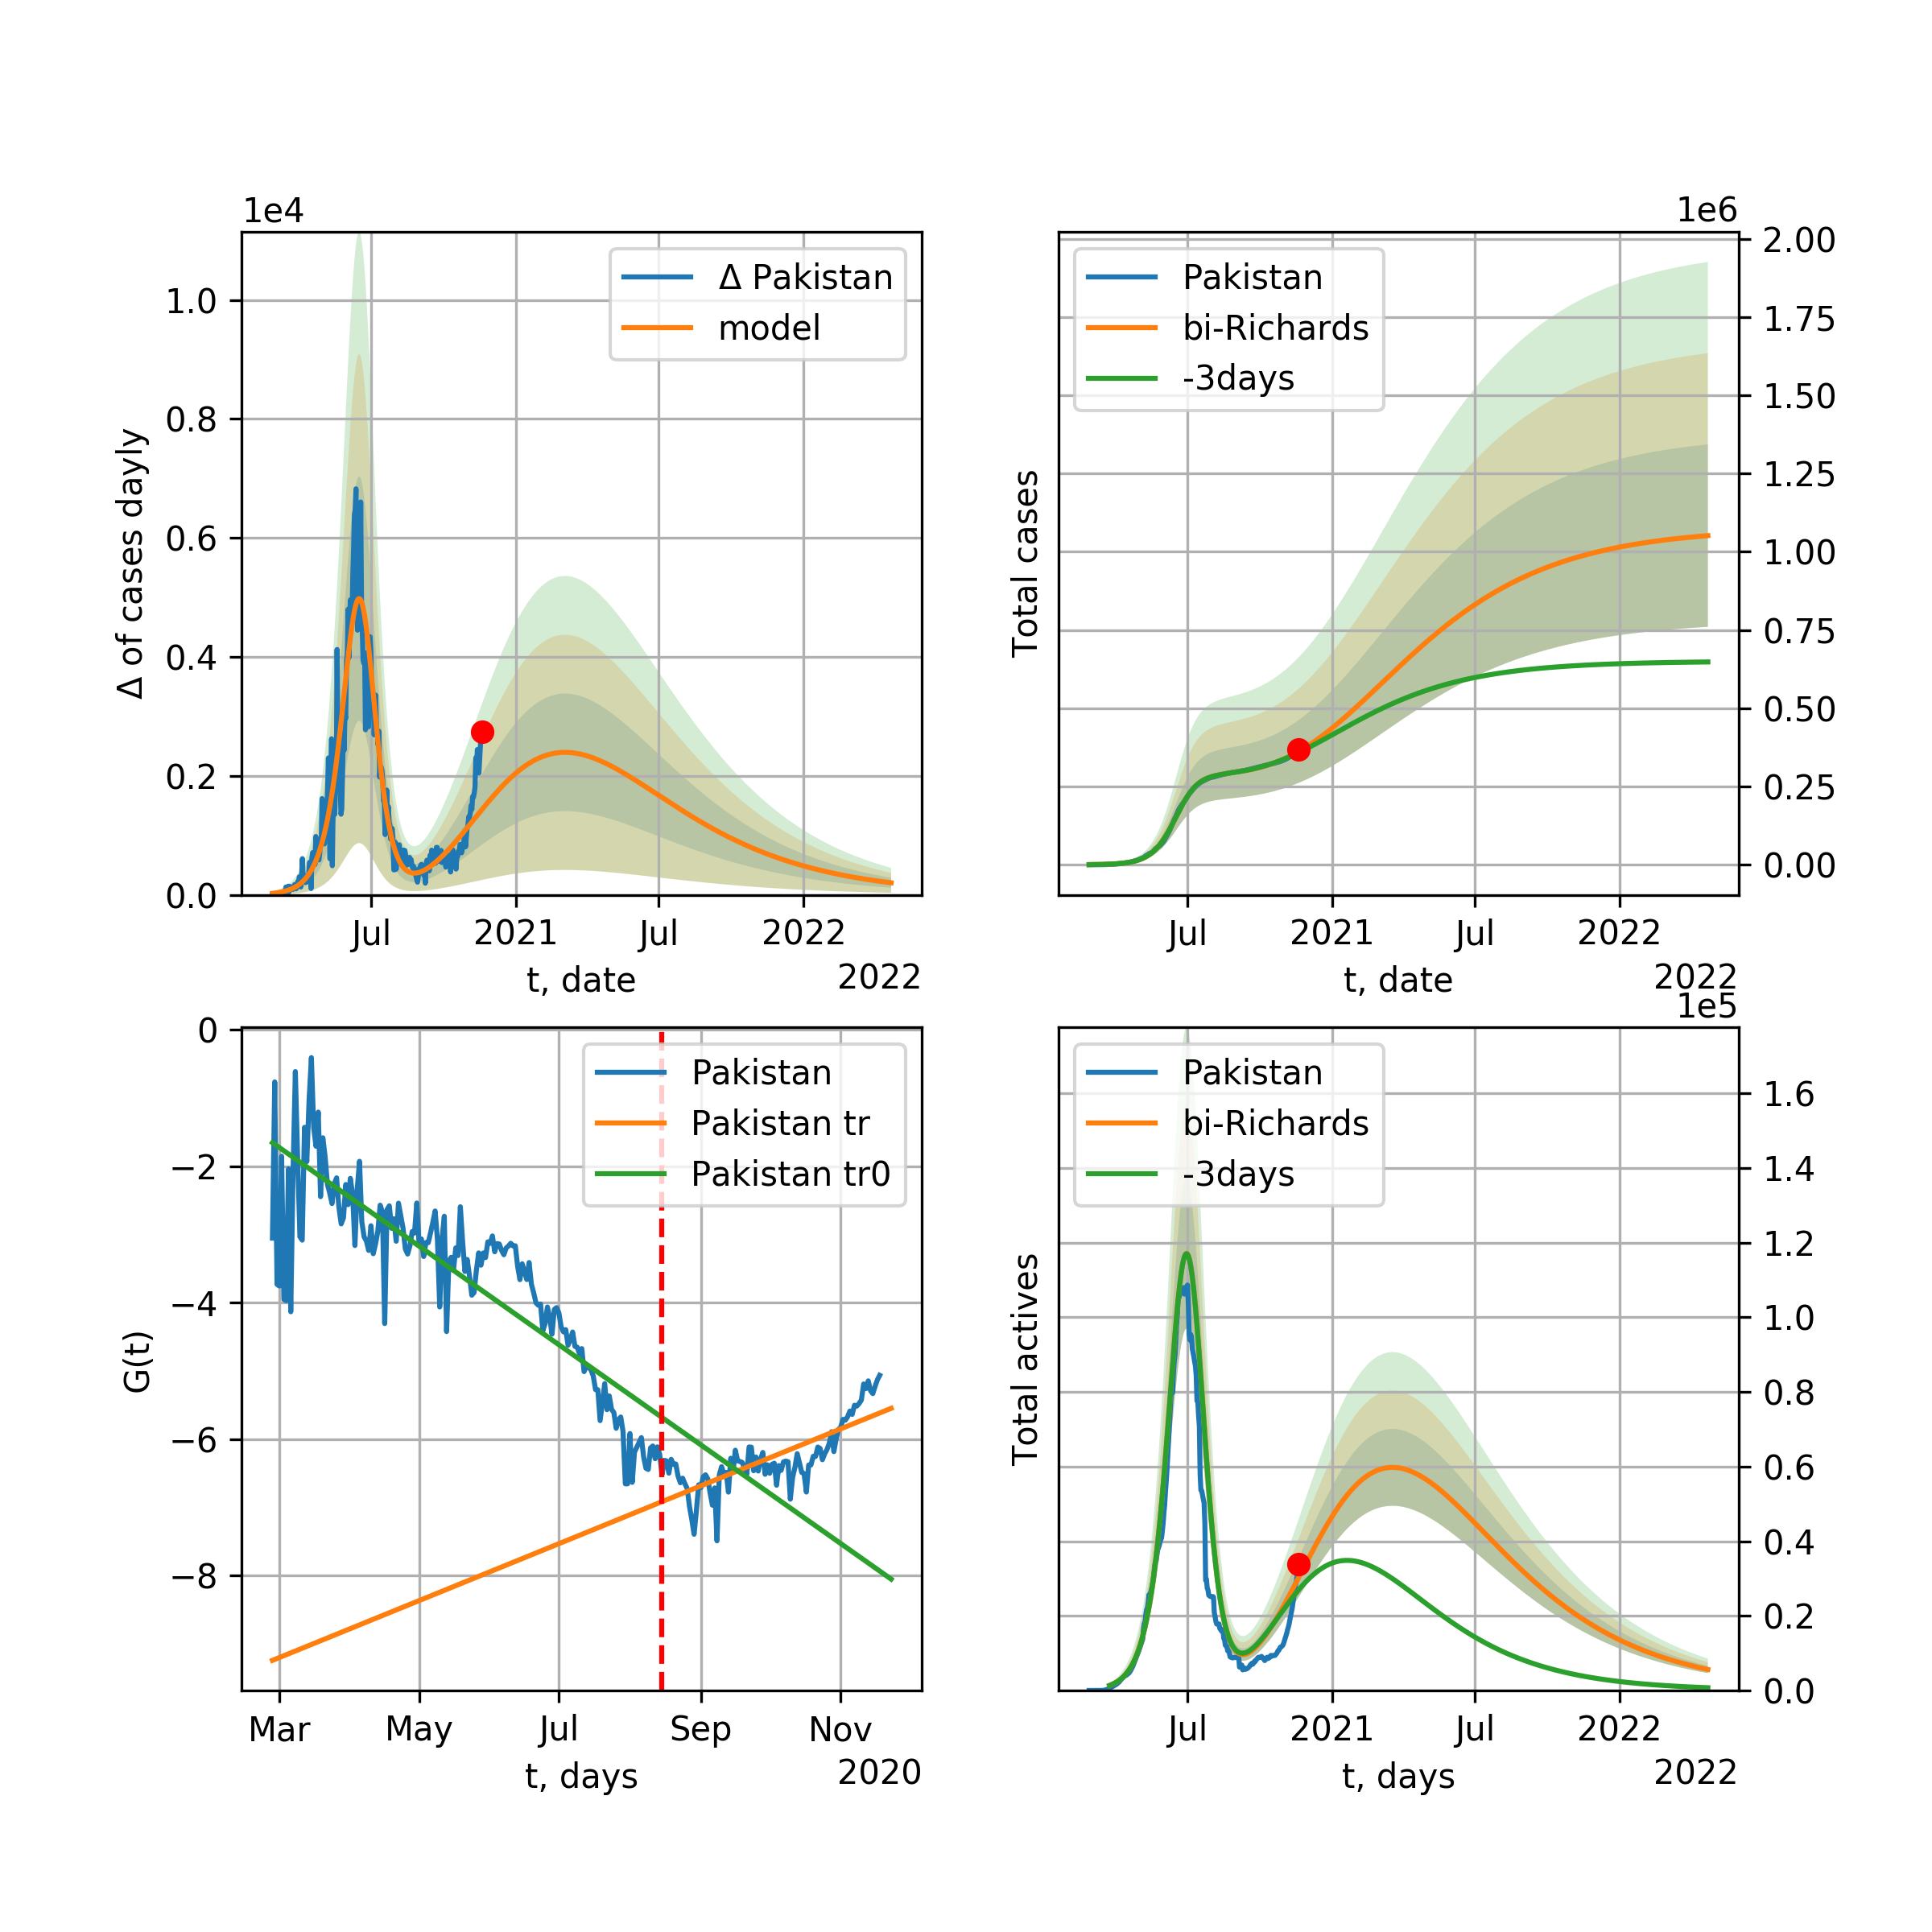 1e4
1.0
0.8
0.6
0.4
0.2
0.0
Δ of cases dayly
Δ Pakistan
model
Jul
2021
Jul
2022
t, date
2022
1e6
2.00
1.75
1.50
1.25
1.00
0.75
0.50
0.25
0.00
Total cases
Pakistan
bi-Richards
-3days
Jul
2021
Jul
2022
t, date
2022
0
−2
−4
−6
−8
G(t)
Pakistan
Pakistan tr
Pakistan tr0
Mar
May
Jul
Sep
Nov
t, days
2020
1e5
1.6
1.4
1.2
1.0
0.8
0.6
0.4
0.2
0.0
Total actives
Pakistan
bi-Richards
-3days
Jul
2021
Jul
2022
t, days
2022